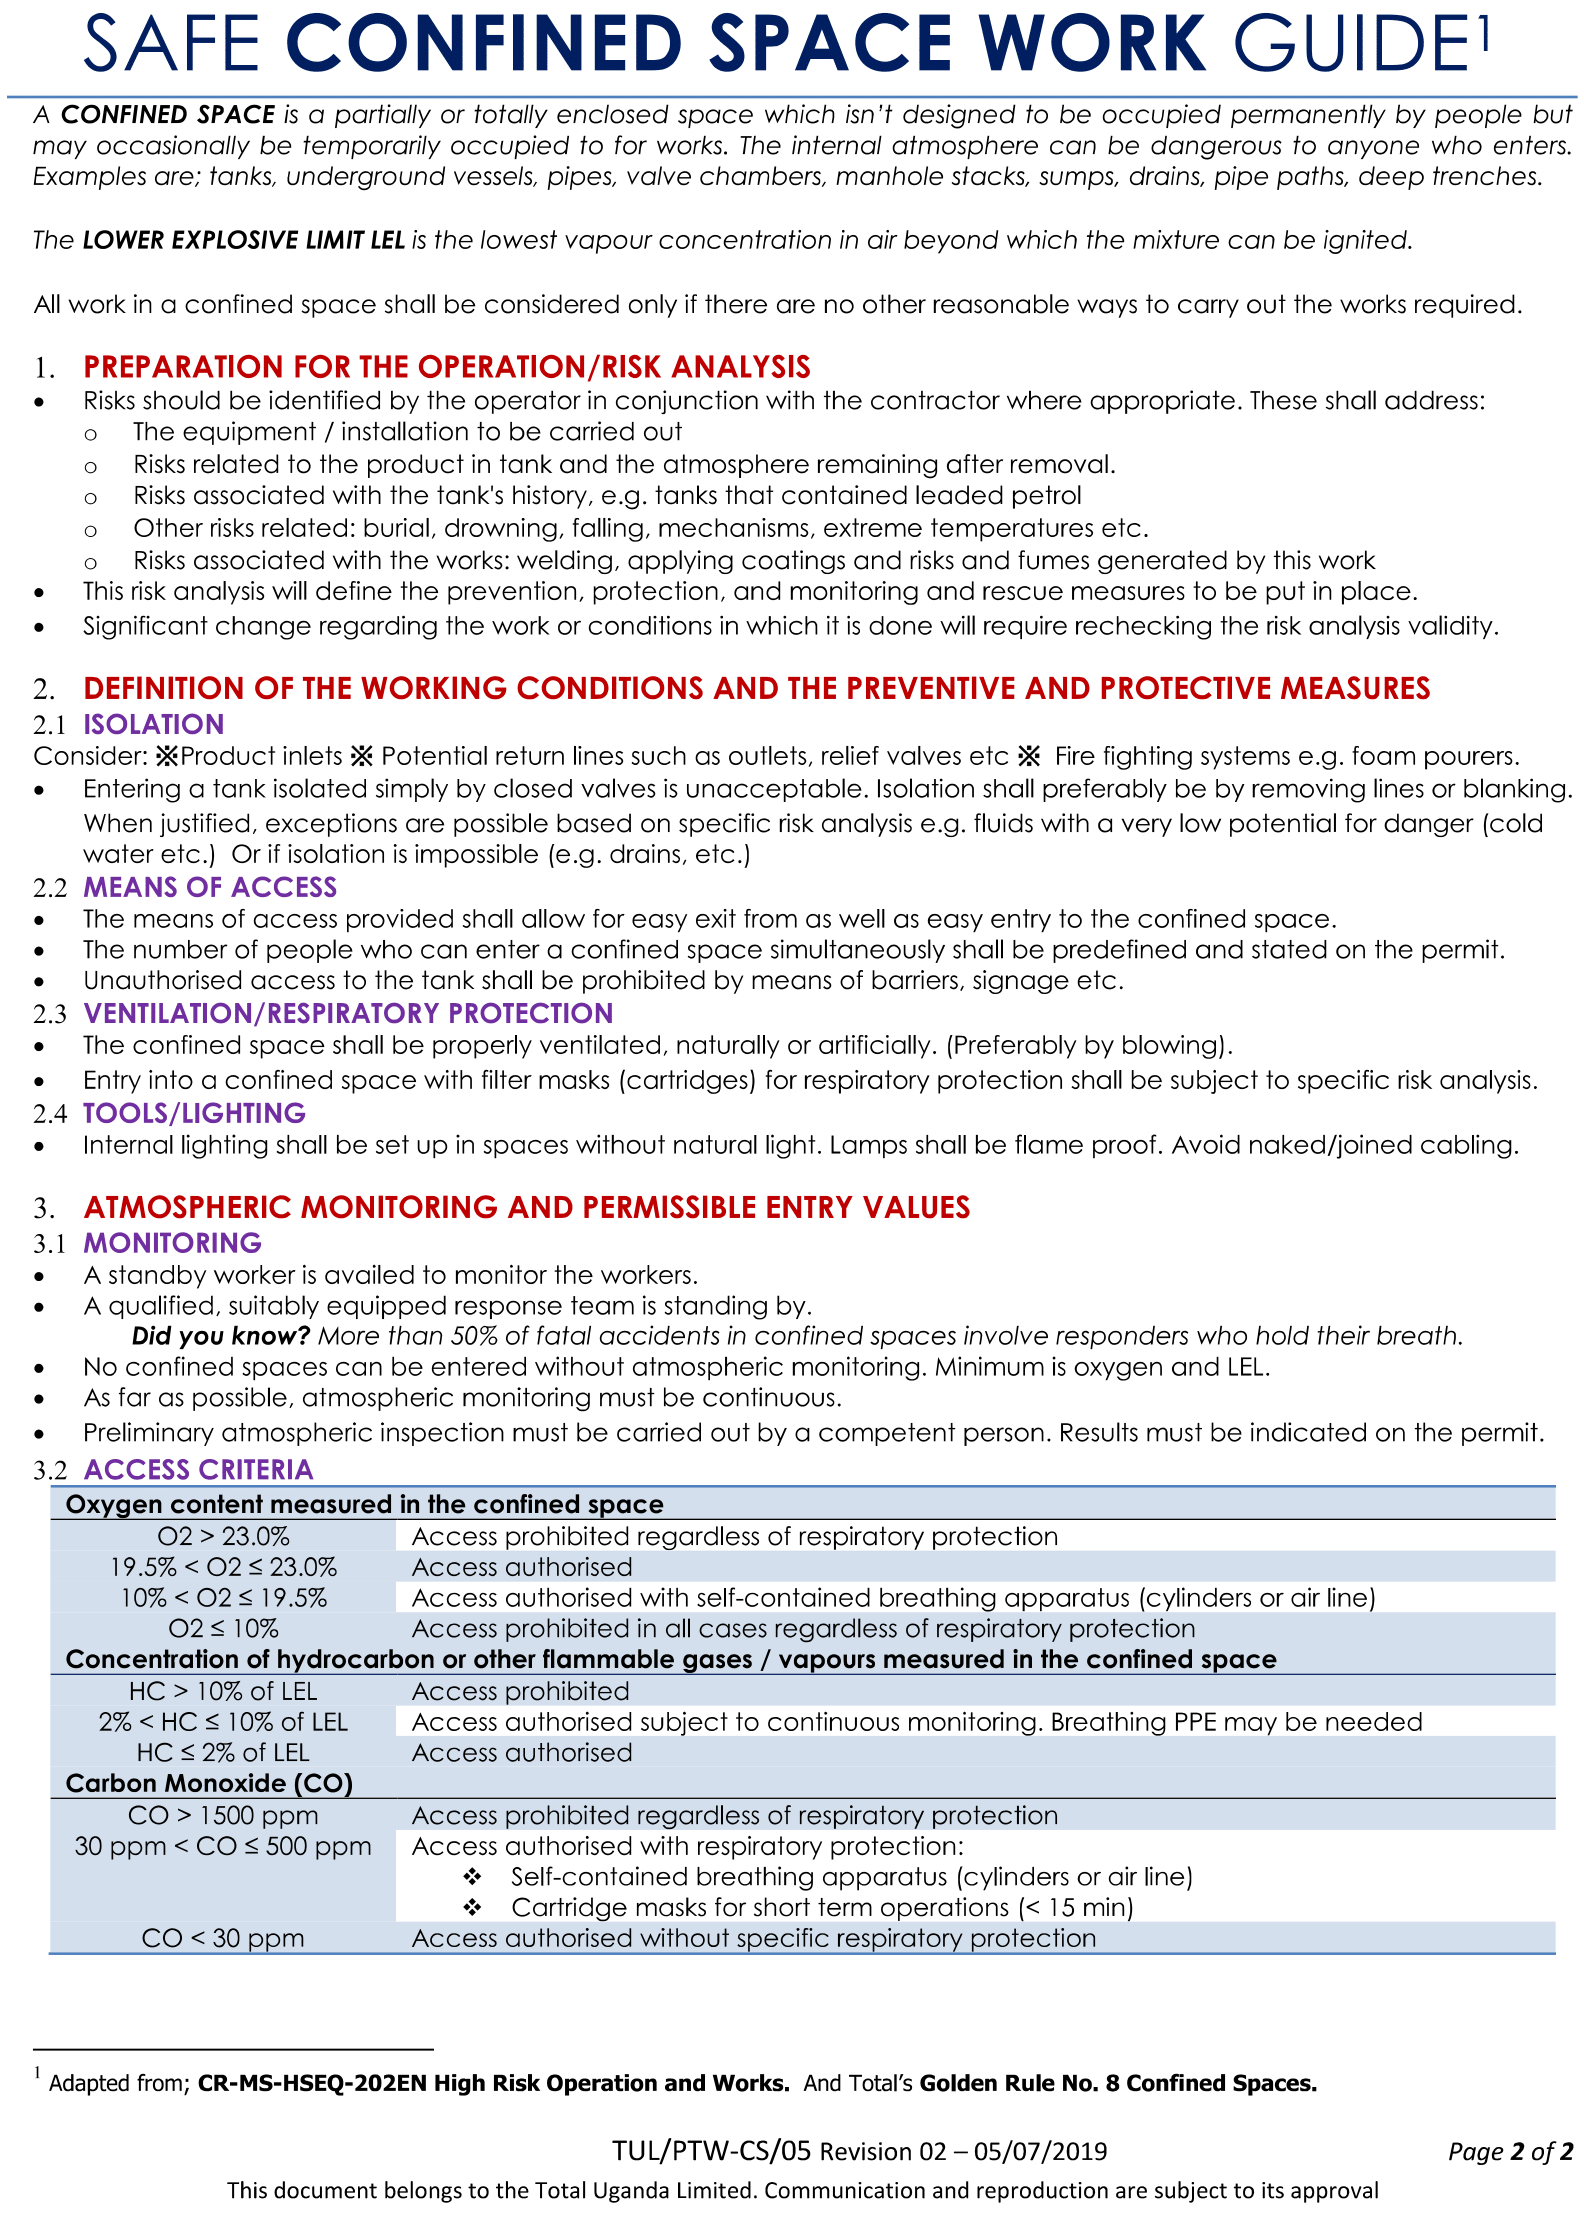 SAFE CONFINED SPACE WORK GUIDE1
A CONFINED SPACE is a partially or totally enclosed space which isn’t designed to be occupied permanently by people but
may occasionally be temporarily occupied to for works. The internal atmosphere can be dangerous to anyone who enters.
Examples are; tanks, underground vessels, pipes, valve chambers, manhole stacks, sumps, drains, pipe paths, deep trenches.
The LOWER EXPLOSIVE LIMIT LEL is the lowest vapour concentration in air beyond which the mixture can be ignited.
All work in a confined space shall be considered only if there are no other reasonable ways to carry out the works required.
1. PREPARATION FOR THE OPERATION/RISK ANALYSIS
• Risks should be identified by the operator in conjunction with the contractor where appropriate. These shall address:
o The equipment / installation to be carried out
o Risks related to the product in tank and the atmosphere remaining after removal.
o Risks associated with the tank's history, e.g. tanks that contained leaded petrol
o Other risks related: burial, drowning, falling, mechanisms, extreme temperatures etc.
o Risks associated with the works: welding, applying coatings and risks and fumes generated by this work
• This risk analysis will define the prevention, protection, and monitoring and rescue measures to be put in place.
• Significant change regarding the work or conditions in which it is done will require rechecking the risk analysis validity.
2. DEFINITION OF THE WORKING CONDITIONS AND THE PREVENTIVE AND PROTECTIVE MEASURES
2.1 ISOLATION
Consider: ※Product inlets ※ Potential return lines such as outlets, relief valves etc ※ Fire fighting systems e.g. foam pourers.
• Entering a tank isolated simply by closed valves is unacceptable. Isolation shall preferably be by removing lines or blanking.
When justified, exceptions are possible based on specific risk analysis e.g. fluids with a very low potential for danger (cold
water etc.) Or if isolation is impossible (e.g. drains, etc.)
2.2 MEANS OF ACCESS
• The means of access provided shall allow for easy exit from as well as easy entry to the confined space.
• The number of people who can enter a confined space simultaneously shall be predefined and stated on the permit.
• Unauthorised access to the tank shall be prohibited by means of barriers, signage etc.
2.3 VENTILATION/RESPIRATORY PROTECTION
• The confined space shall be properly ventilated, naturally or artificially. (Preferably by blowing).
• Entry into a confined space with filter masks (cartridges) for respiratory protection shall be subject to specific risk analysis.
2.4 TOOLS/LIGHTING
• Internal lighting shall be set up in spaces without natural light. Lamps shall be flame proof. Avoid naked/joined cabling.
3. ATMOSPHERIC MONITORING AND PERMISSIBLE ENTRY VALUES
3.1 MONITORING
• A standby worker is availed to monitor the workers.
• A qualified, suitably equipped response team is standing by.
Did you know? More than 50% of fatal accidents in confined spaces involve responders who hold their breath.
• No confined spaces can be entered without atmospheric monitoring. Minimum is oxygen and LEL.
• As far as possible, atmospheric monitoring must be continuous.
• Preliminary atmospheric inspection must be carried out by a competent person. Results must be indicated on the permit.
3.2 ACCESS CRITERIA
Oxygen content measured in the confined space
O2 > 23.0% Access prohibited regardless of respiratory protection
19.5% < O2 ≤ 23.0% Access authorised
10% < O2 ≤ 19.5% Access authorised with self-contained breathing apparatus (cylinders or air line)
O2 ≤ 10% Access prohibited in all cases regardless of respiratory protection
Concentration of hydrocarbon or other flammable gases / vapours measured in the confined space
HC > 10% of LEL Access prohibited
2% < HC ≤ 10% of LEL Access authorised subject to continuous monitoring. Breathing PPE may be needed
HC ≤ 2% of LEL Access authorised
Carbon Monoxide (CO)
CO > 1500 ppm Access prohibited regardless of respiratory protection
30 ppm < CO ≤ 500 ppm Access authorised with respiratory protection:
❖ Self-contained breathing apparatus (cylinders or air line)
❖ Cartridge masks for short term operations (< 15 min)
CO < 30 ppm Access authorised without specific respiratory protection
1 Adapted from; CR-MS-HSEQ-202EN High Risk Operation and Works. And Total’s Golden Rule No. 8 Confined Spaces.
TUL/PTW-CS/05 Revision 02 – 05/07/2019 Page 2 of 2
This document belongs to the Total Uganda Limited. Communication and reproduction are subject to its approval